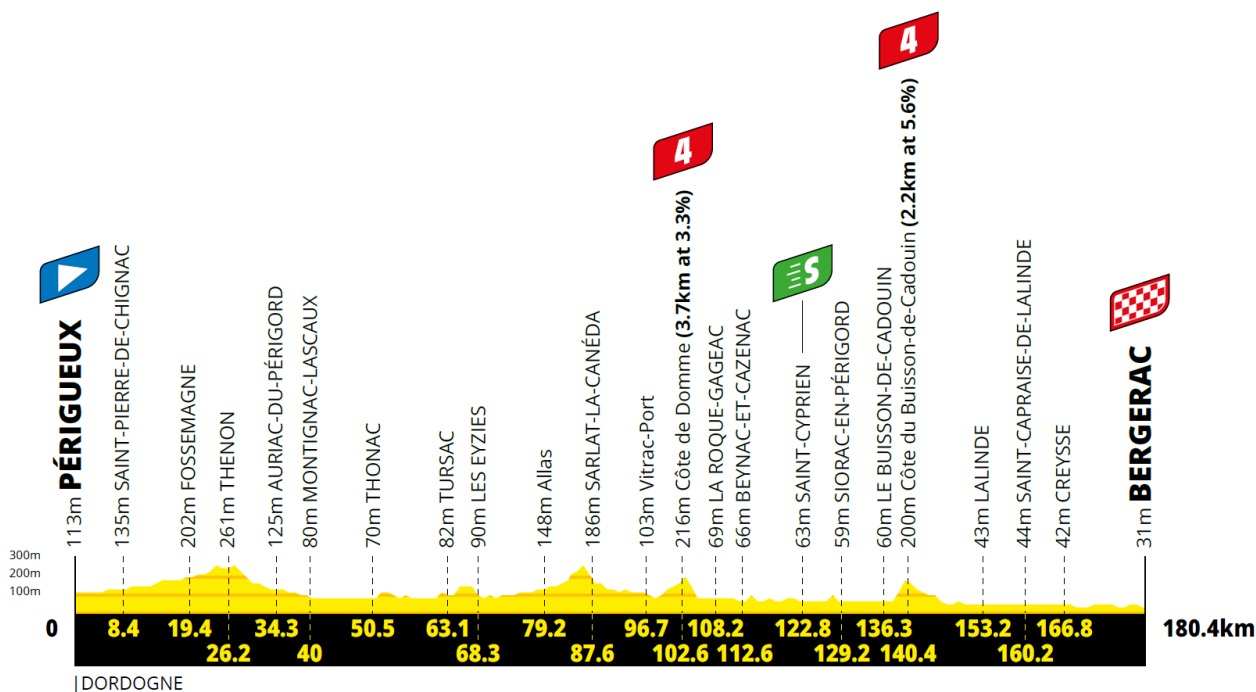 4
4
S
113m PÉRIGUEUX
135m SAINT-PIERRE-DE-CHIGNAC
202m FOSSEMAGNE
261m THENON
125m AURIAC-DU-PÉRIGORD
80m MONTIGNAC-LASCAUX
70m THONAC
82m TURSAC
90m LES EYZIES
148m Allas
186m SARLAT-LA-CANÉDA
103m Vitrac-Port
216m Côte de Domme (3.7km at 3.3%)
69m LA ROQUE-GAGEAC
66m BEYNAC-ET-CAZENAC
63m SAINT-CYPRIEN
59m SIORAC-EN-PÉRIGORD
60m LE BUISSON-DE-CADOUIN
200m Côte du Buisson-de-Cadouin (2.2km at 5.6%)
43m LALINDE
44m SAINT-CAPRAISE-DE-LALINDE
42m CREYSSE
31m BERGERAC
300m
200m
100m
0 8.4 19.4 34.3 50.5 63.1 79.2 96.7 108.2 122.8 136.3 153.2 166.8 180.4km
26.2 40 68.3 87.6 102.6 112.6 129.2 140.4 160.2
|DORDOGNE